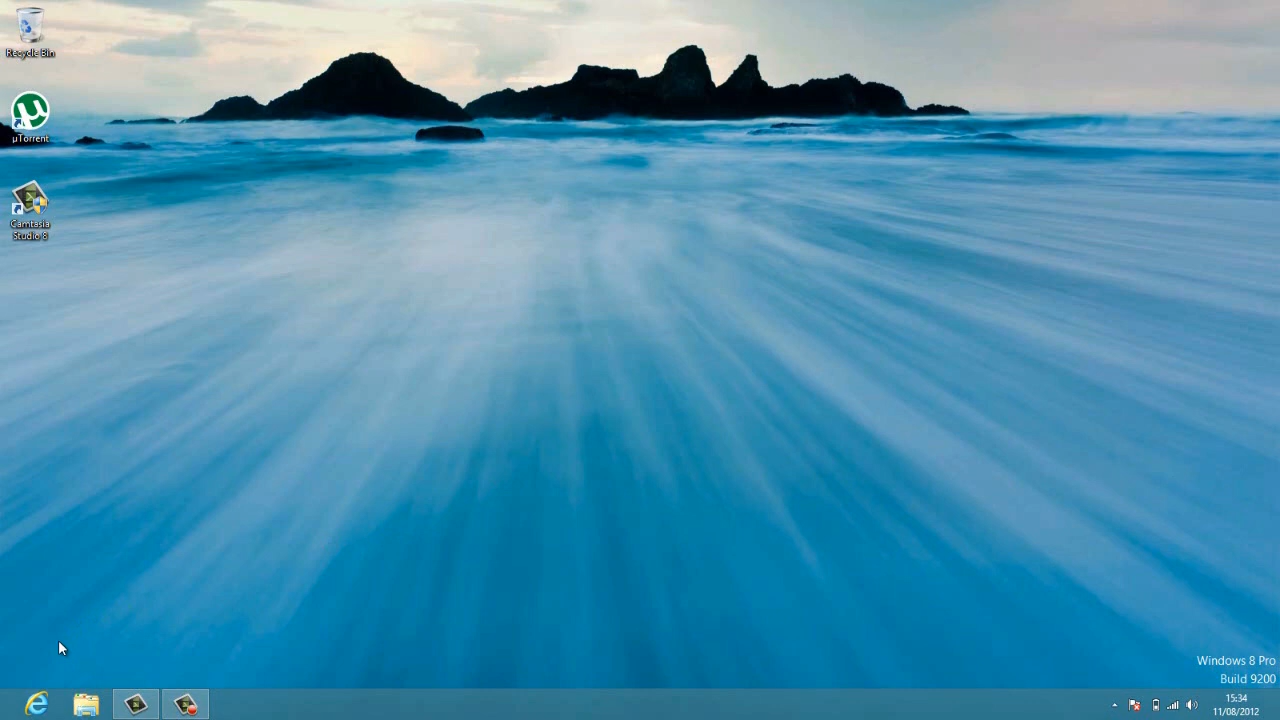 Recycle Bin
µTorrent
Camtasia
Studio 8
Windows 8 Pro
Build 9200
15:34
11/08/2012